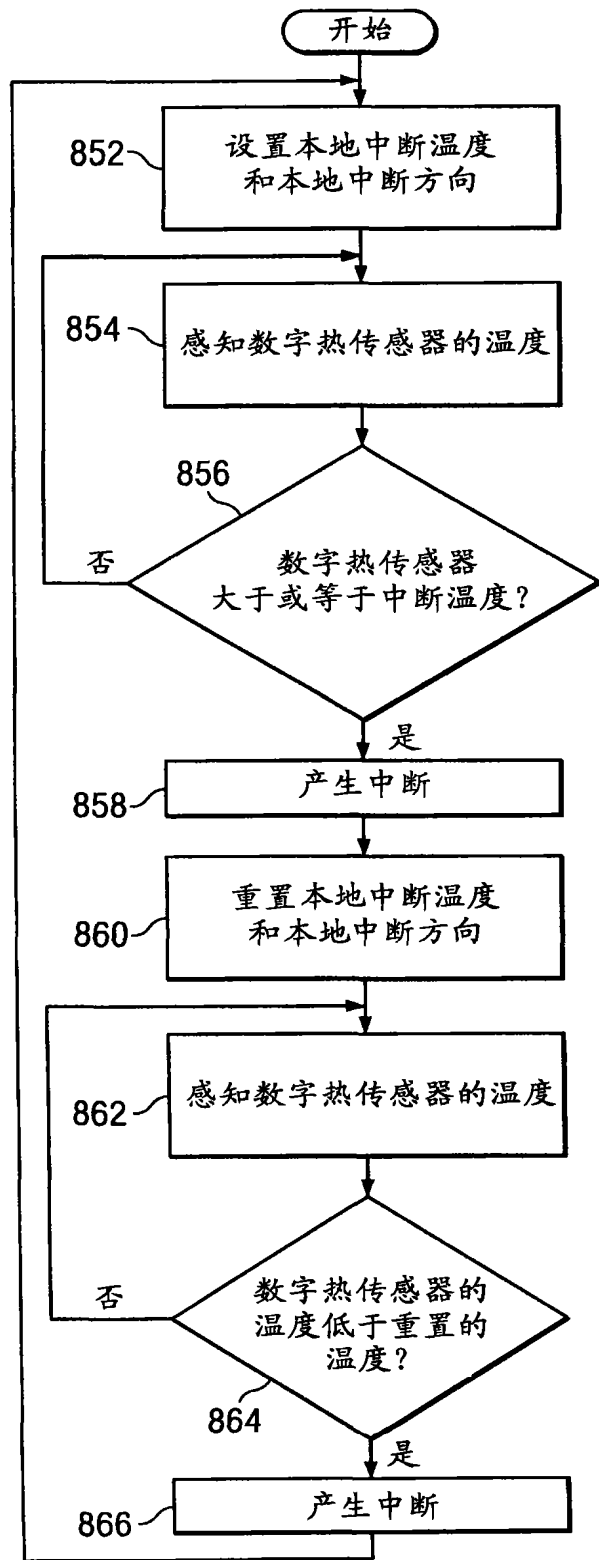 开始
852
设置本地中断温度
和本地中断方向
854
感知数字热传感器的温度
856
数字热传感器
大于或等于中断温度?
否
是
858
产生中断
860
重置本地中断温度
和本地中断方向
862
感知数字热传感器的温度
否
数字热传感器的
温度低于重置的
温度?
864
是
866
产生中断